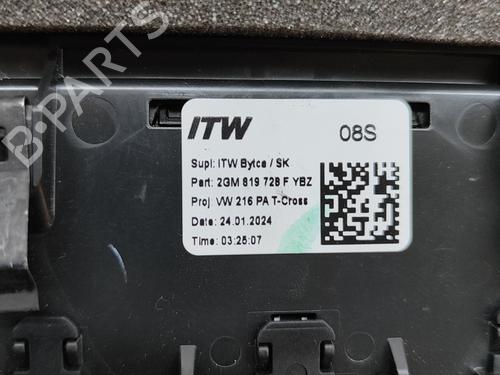 ITW 08S
Supl: ITW Bytca / SK
Part: 2GM 819 728 F YBZ
Proj: VW 216 PA T-Cross
Date: 24.01.2024
Time: 03:25:07
B-PARTS